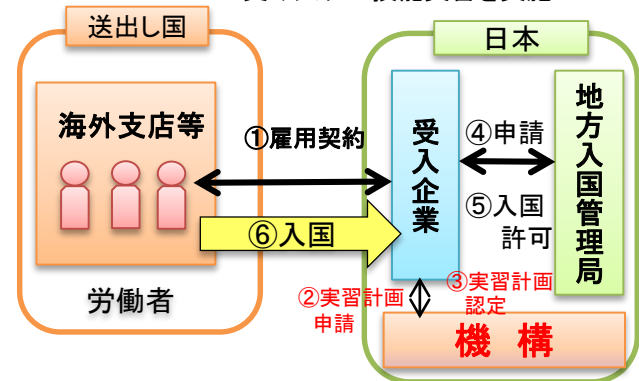 送出し国
日本
海外支店等
①雇用契約
受入企業
④申請
⑤入国
許可
地方入国管理局
⑥入国
労働者
②実習計画
申請
③実習計画
認定
機 構